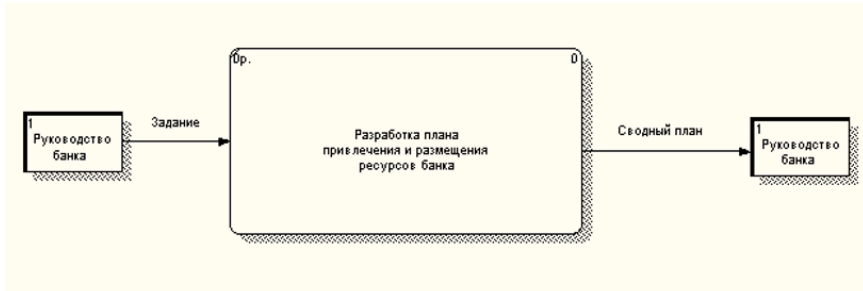 0р.
0
1
Руководство
банка
Задание
Разработка плана
привлечения и размещения
ресурсов банка
Сводный план
1
Руководство
банка